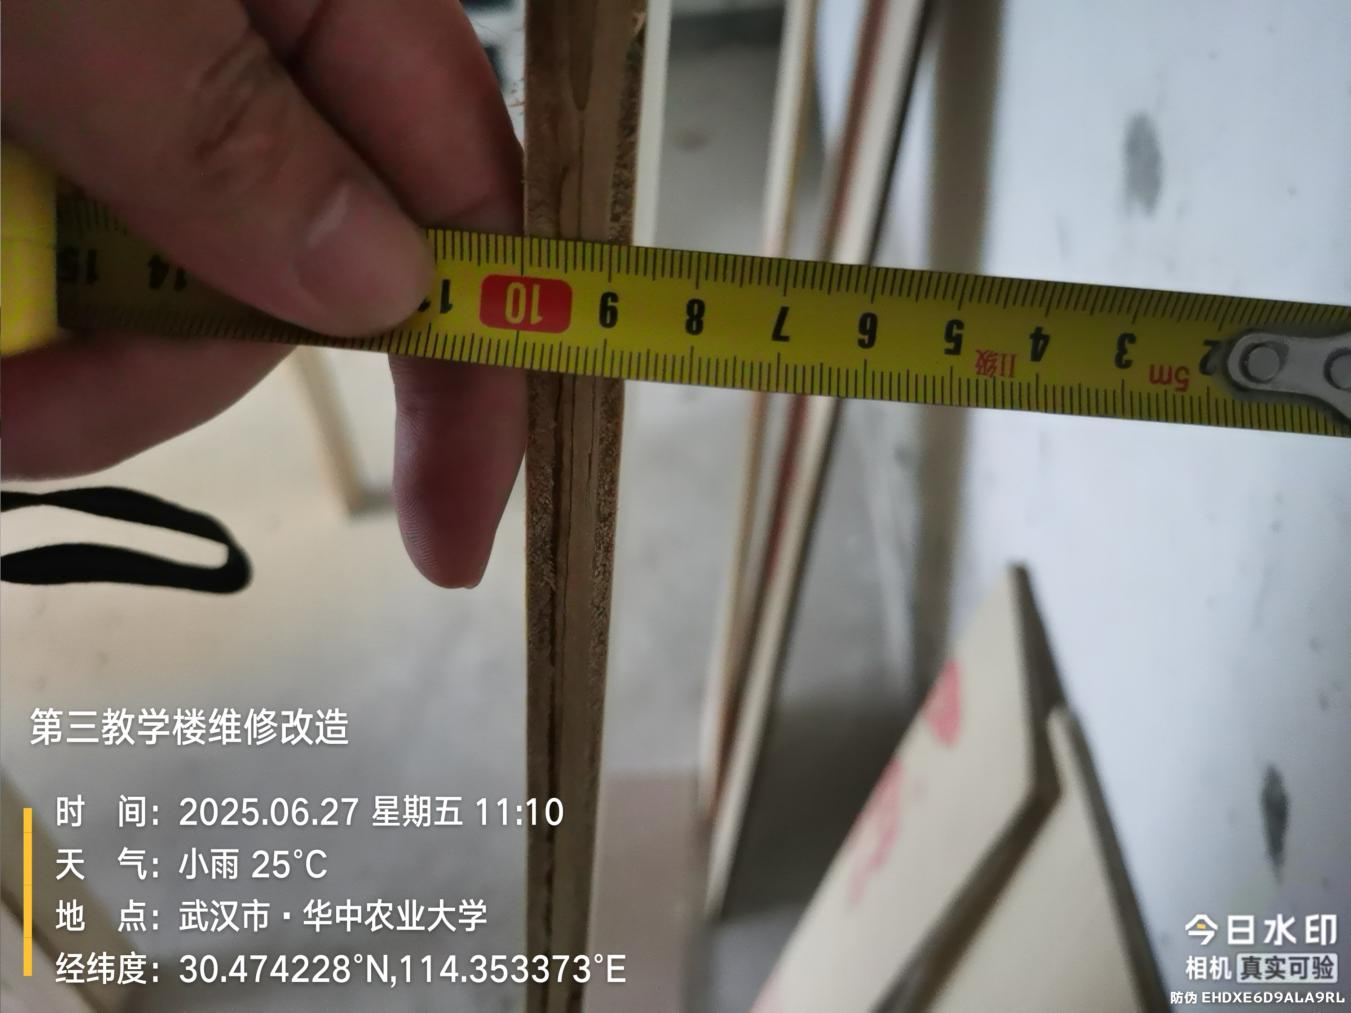 15 14 11 10 9 8 7 6 5 4 3 2
II级 5m
第三教学楼维修改造
时 间：2025.06.27 星期五 11:10
天 气：小雨 25°C
地 点：武汉市·华中农业大学
经纬度：30.474228°N,114.353373°E
今日水印
相机 真实可验
防伪 EHDXE6D9ALA9RL